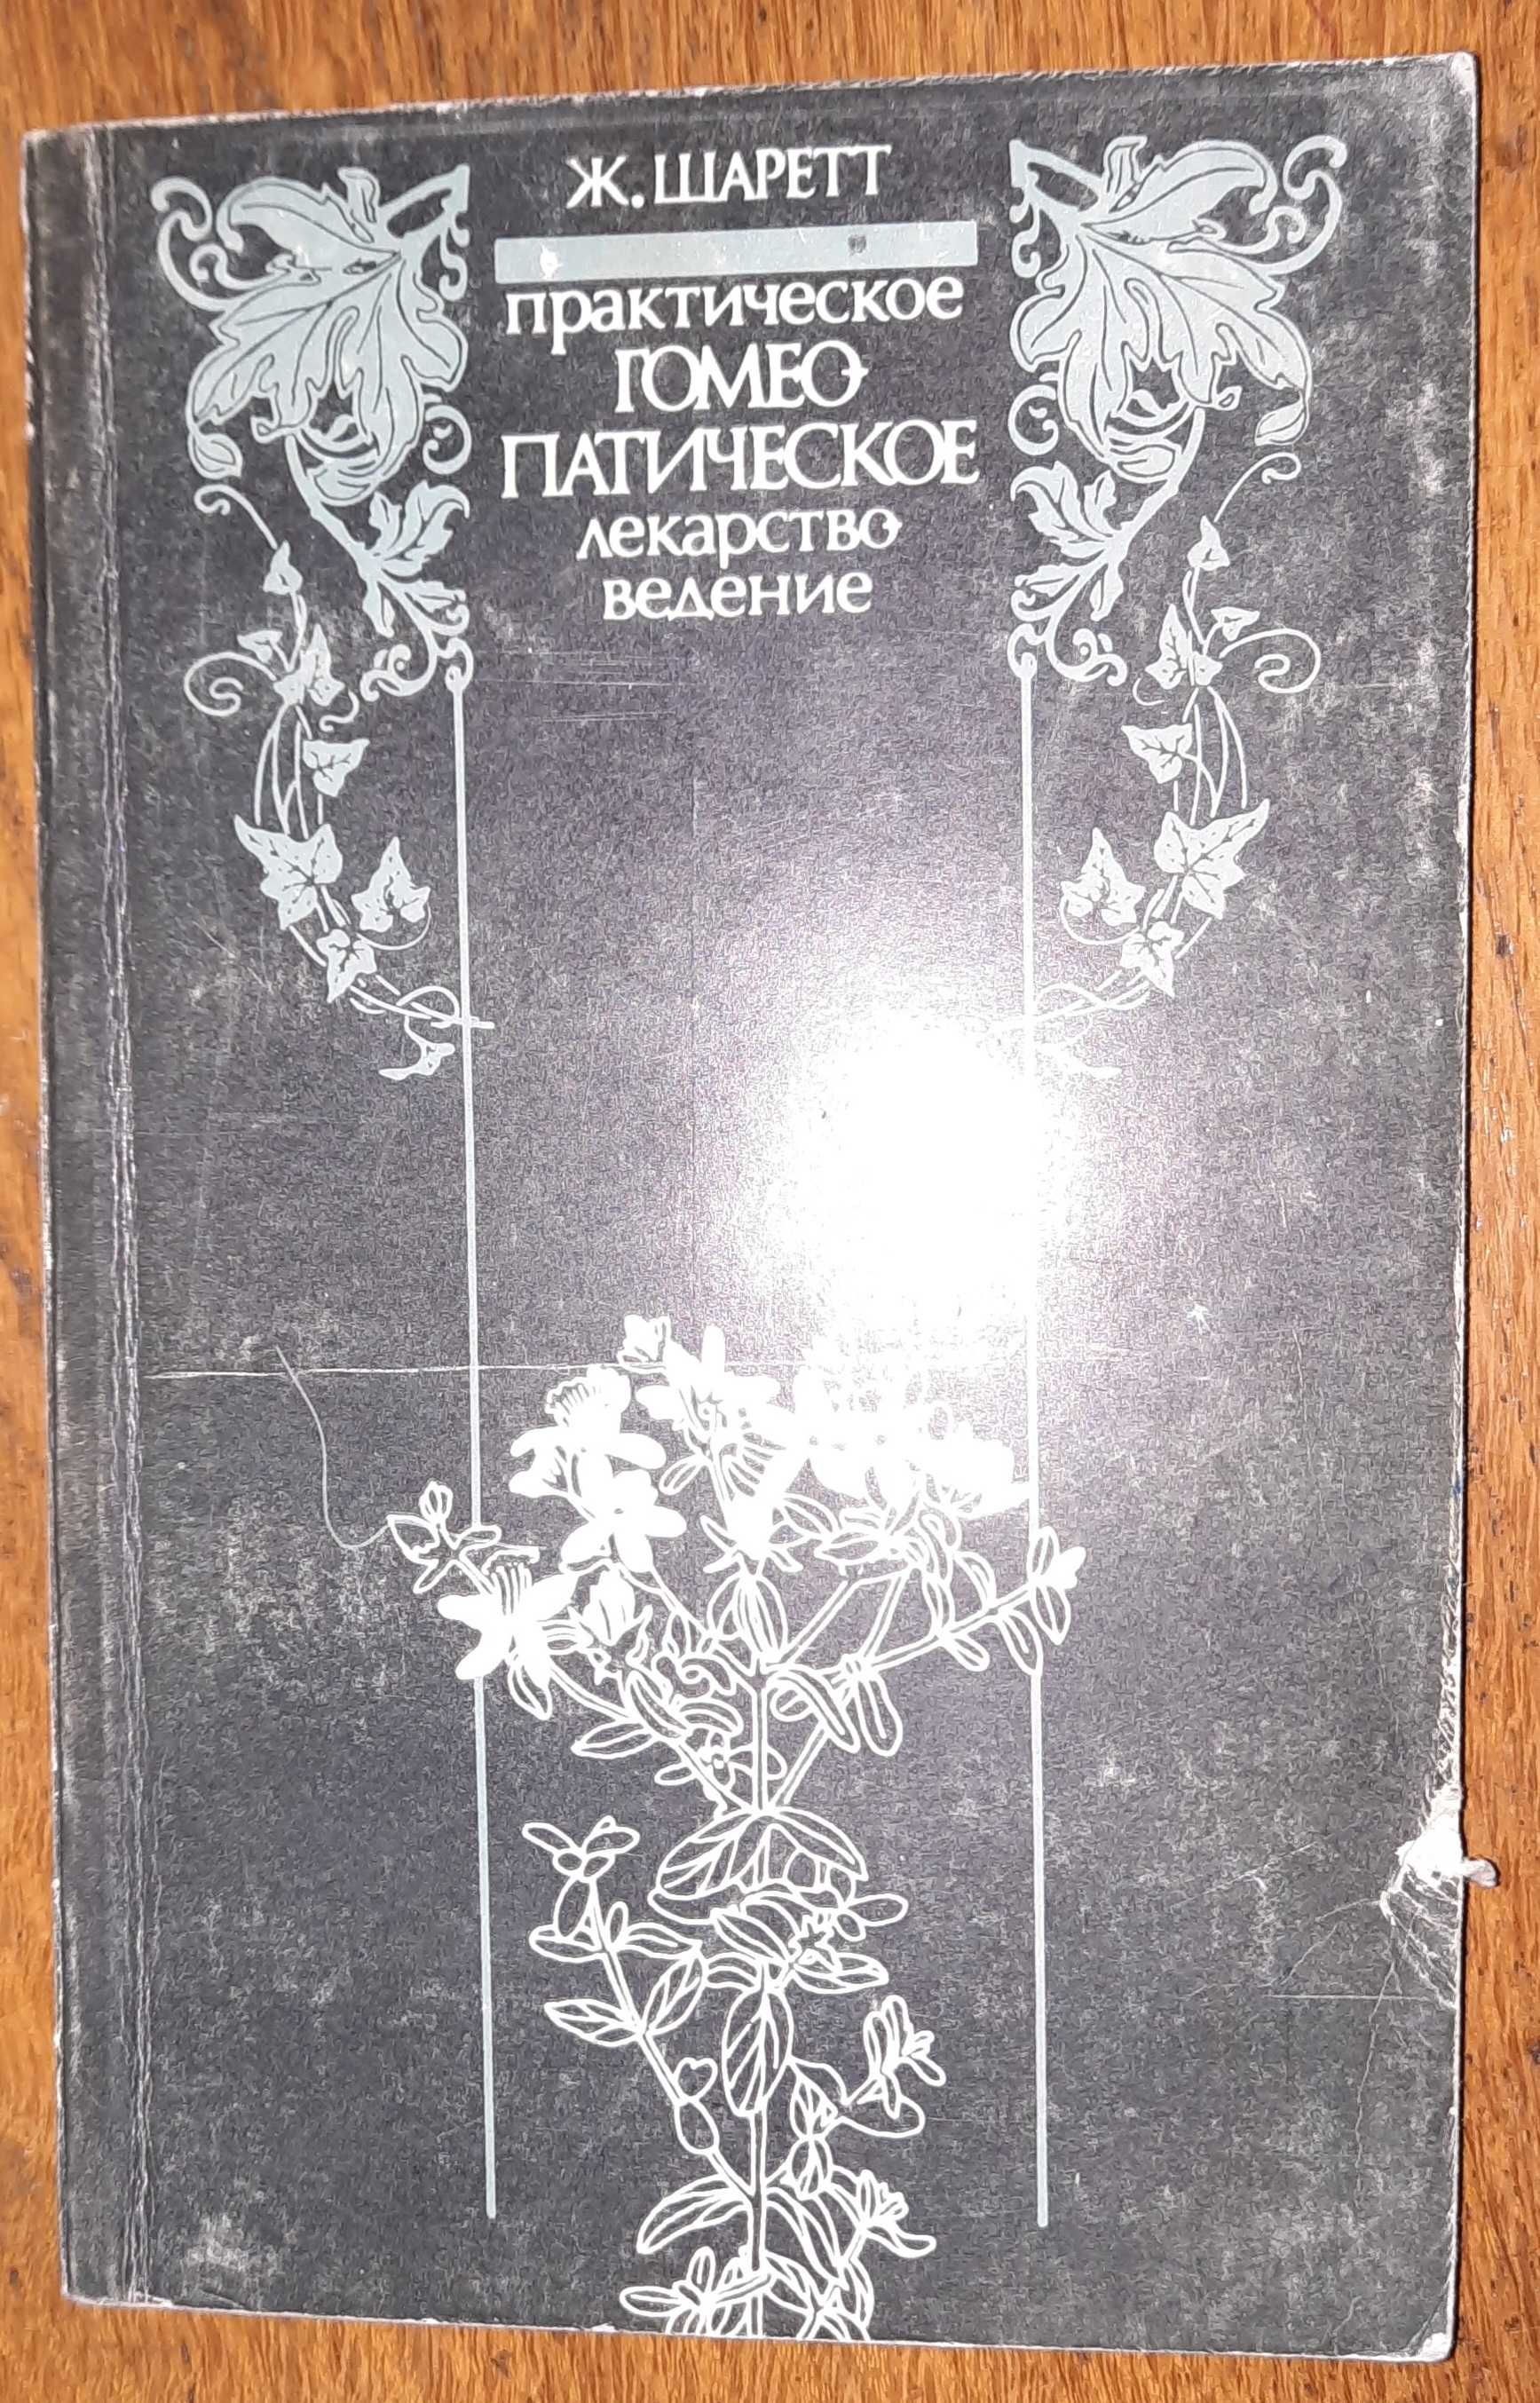 Ж. ШАРЕТТ
практическое
ГОМЕО-
ПАТИЧЕСКОЕ
лекарство-
ведение